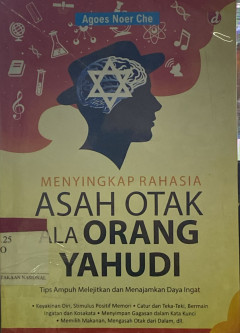 Agoes Noer Che
MENYINGKAP RAHASIA
ASAH OTAK
ALA ORANG
YAHUDI
25
O
Tips Ampuh Melejitkan dan Menajamkan Daya Ingat
• Keyakinan Diri, Stimulus Positif Memori • Catur dan Teka-Teki, Bermain
Ingatan dan Kosakata • Menyimpan Gagasan dalam Kata Kunci
• Memilih Makanan, Mengasah Otak dari Dalam, dll.